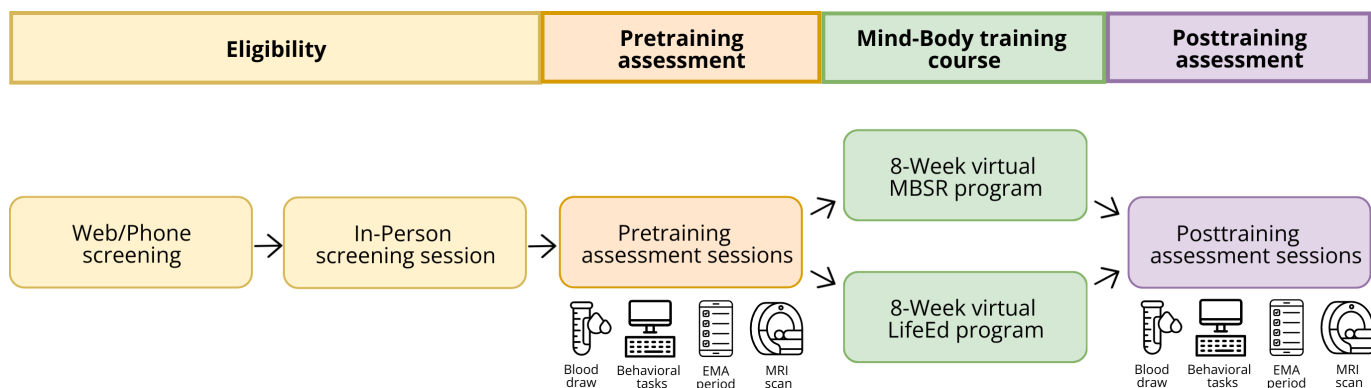 Eligibility
Pretraining
assessment
Mind-Body training
course
Posttraining
assessment
Web/Phone
screening
In-Person
screening session
Pretraining
assessment sessions
8-Week virtual
MBSR program
8-Week virtual
LifeEd program
Posttraining
assessment sessions
Blood
draw
Behavioral
tasks
EMA
period
MRI
scan
Blood
draw
Behavioral
tasks
EMA
period
MRI
scan